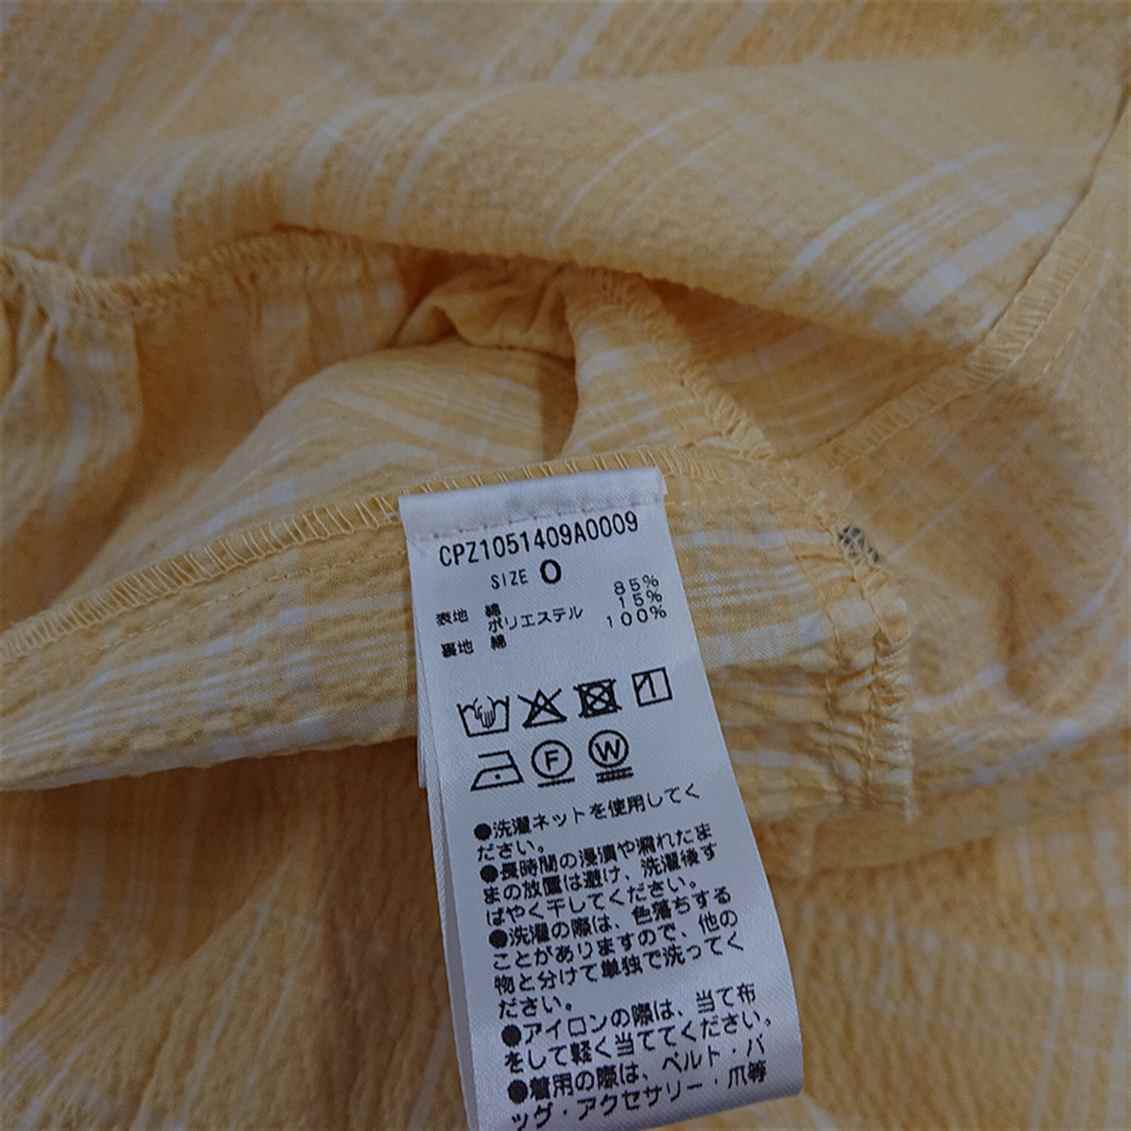 CPZ1051409A0009
SIZE 0
表地 綿 85%
ポリエステル 15%
裏地 綿 100%
F W
●洗濯ネットを使用してく
ださい。
●長時間の浸漬や濡れたま
まの放置は避け、洗濯後す
ばやく干してください。
●洗濯の際は、色落ちする
ことがありますので、他の
物と分けて単独で洗ってく
ださい。
●アイロンの際は、当て布
をして軽く当ててください。
●着用の際は、ベルト・バ
ッグ・アクセサリー・爪等